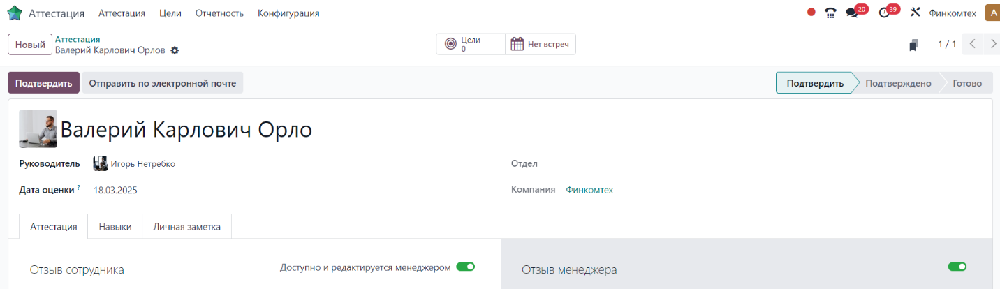 Аттестация Аттестация Цели Отчетность Конфигурация 20 39 Финкомтех А
Новый Аттестация Цели Нет встреч 1 / 1
Валерий Карлович Орлов 0
Подтвердить Отправить по электронной почте Подтвердить Подтверждено Готово
Валерий Карлович Орло
Руководитель Игорь Нетребко Отдел
Дата оценки ? 18.03.2025 Компания Финкомтех
Аттестация Навыки Личная заметка
Отзыв сотрудника Доступно и редактируется менеджером Отзыв менеджера